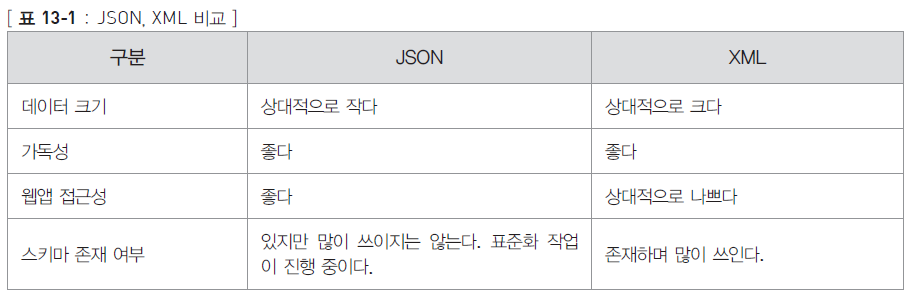 [ 표 13-1 : JSON, XML 비교 ]
구분 JSON XML
데이터 크기 상대적으로 작다 상대적으로 크다
가독성 좋다 좋다
웹앱 접근성 좋다 상대적으로 나쁘다
스키마 존재 여부 있지만 많이 쓰이지는 않는다. 표준화 작업
이 진행 중이다. 존재하며 많이 쓰인다.